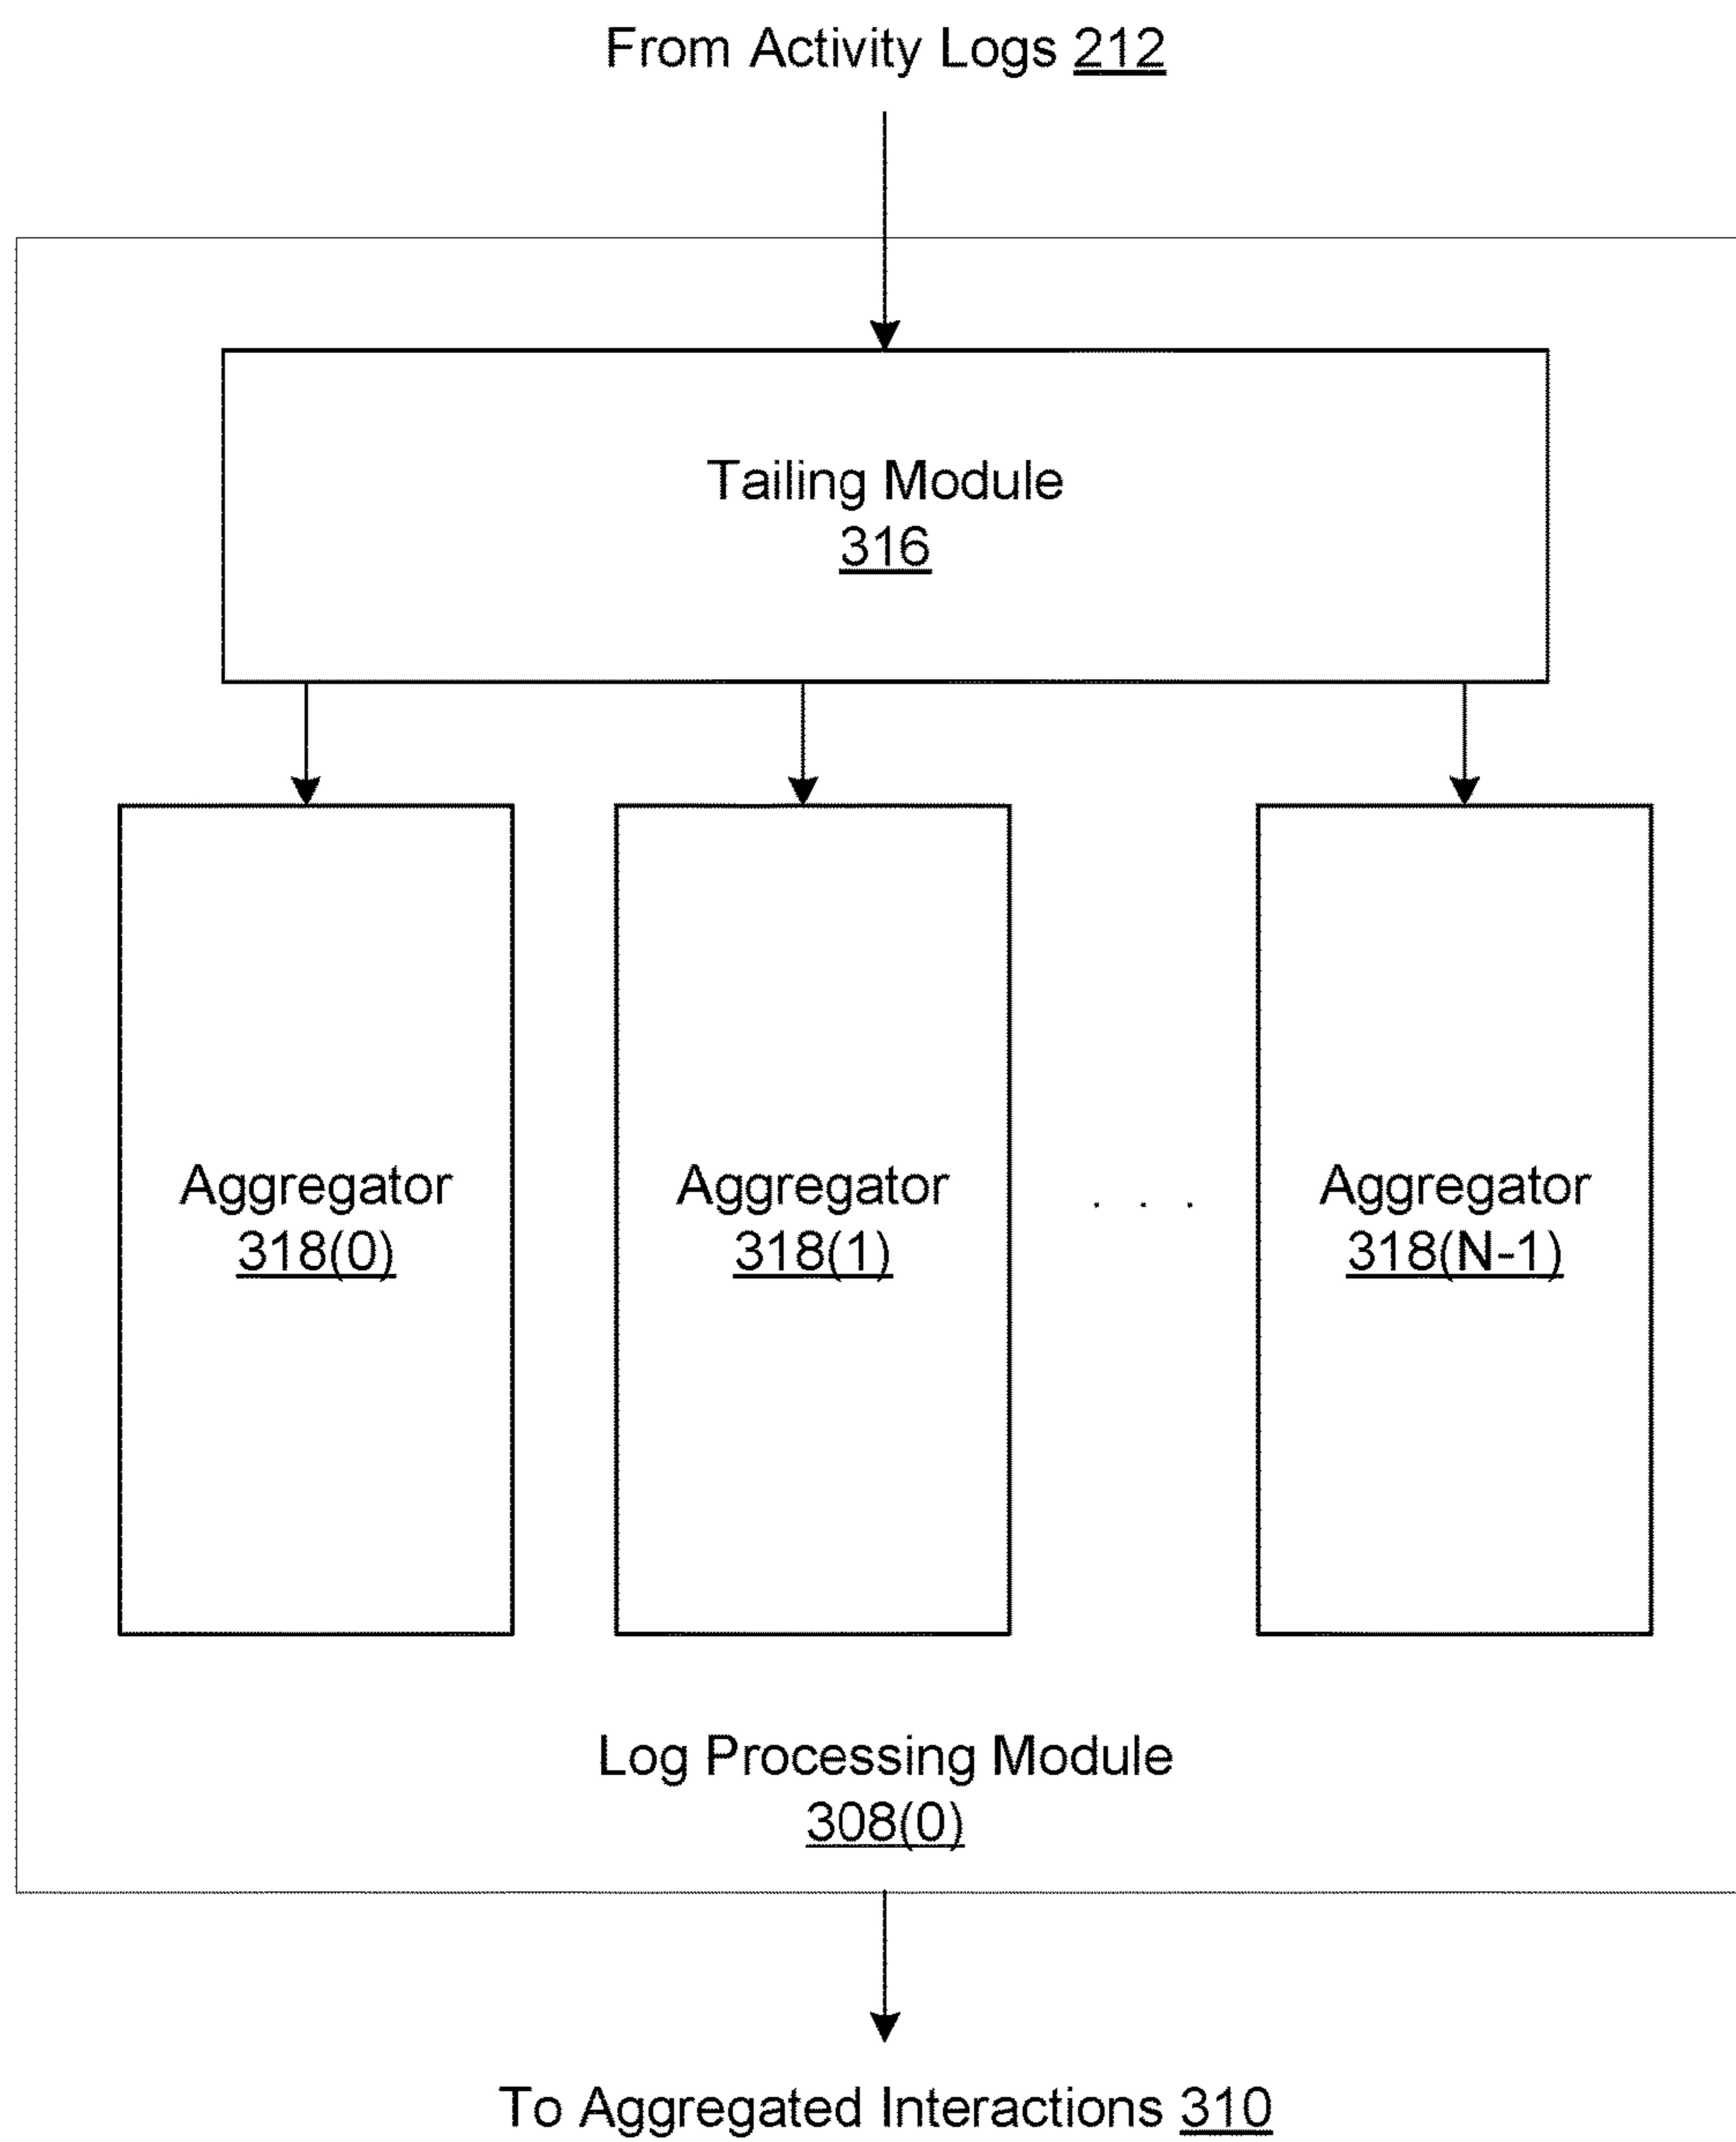 From Activity Logs 212
Tailing Module
316
Aggregator
318(0)
Aggregator
318(1)
. . .
Aggregator
318(N-1)
Log Processing Module
308(0)
To Aggregated Interactions 310